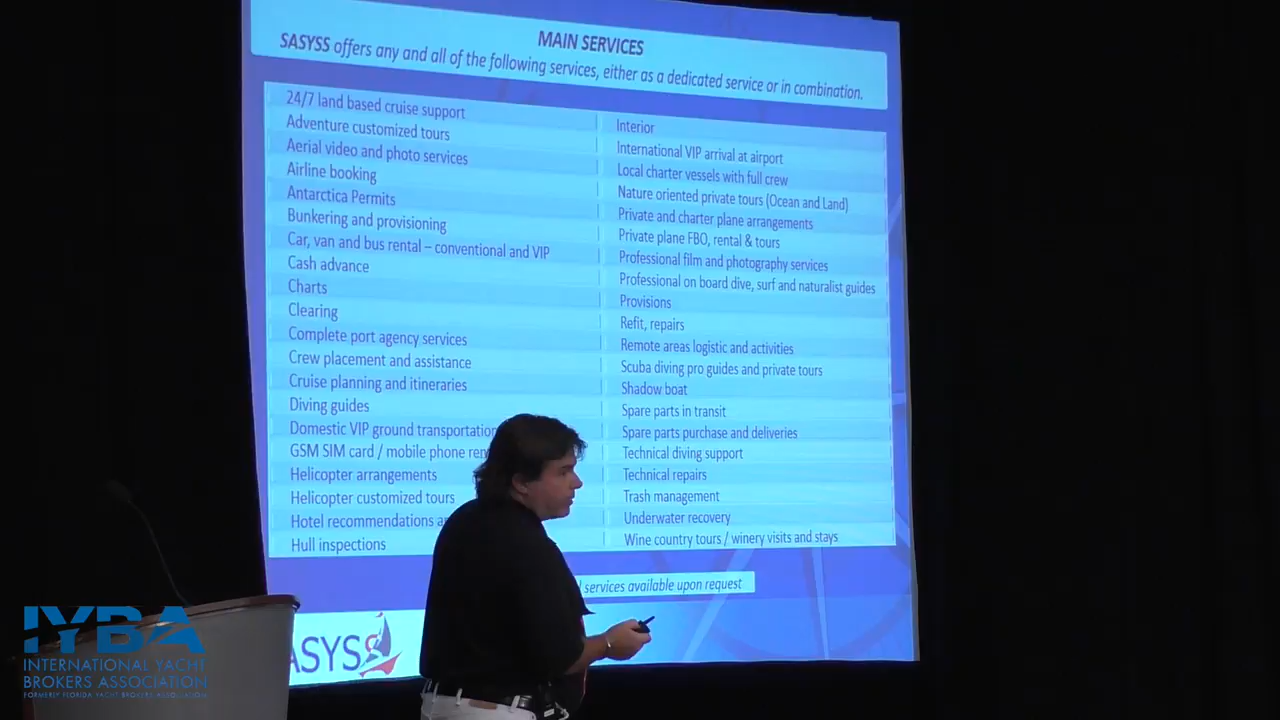 MAIN SERVICES
SASYSS offers any and all of the following services, either as a dedicated service or in combination.
24/7 land based cruise support
Adventure customized tours
Aerial video and photo services
Airline booking
Antarctica Permits
Bunkering and provisioning
Car, van and bus rental – conventional and VIP
Cash advance
Charts
Clearing
Complete port agency services
Crew placement and assistance
Cruise planning and itineraries
Diving guides
Domestic VIP ground transportation
GSM SIM card / mobile phone
Helicopter arrangements
Helicopter customized tours
Hotel recommendations
Hull inspections
Interior
International VIP arrival at airport
Local charter vessels with full crew
Nature oriented private tours (Ocean and Land)
Private and charter plane arrangements
Private plane FBO, rental & tours
Professional film and photography services
Professional on board dive, surf and naturalist guides
Provisions
Refit, repairs
Remote areas logistic and activities
Scuba diving pro guides and private tours
Shadow boat
Spare parts in transit
Spare parts purchase and deliveries
Technical diving support
Technical repairs
Trash management
Underwater recovery
Wine country tours / winery visits and stays
services available upon request
ASYSS
IYBA
INTERNATIONAL YACHT
BROKERS ASSOCIATION
FORMERLY FLORIDA YACHT BROKERS ASSOCIATION